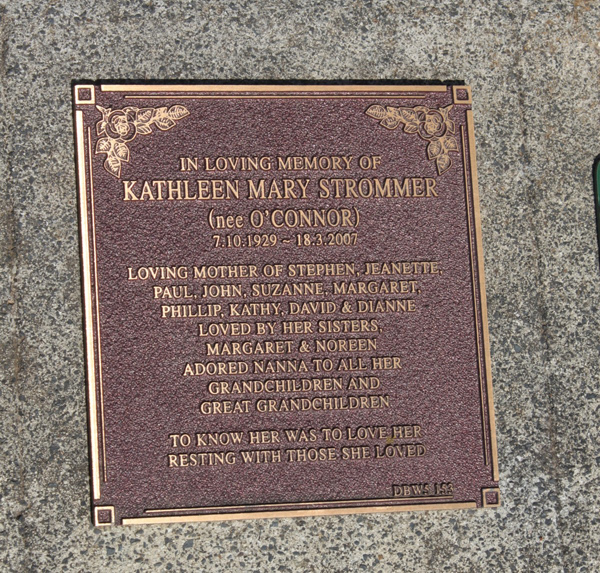 IN LOVING MEMORY OF
KATHLEEN MARY STROMMER
(nee O'CONNOR)
7.10.1929 ~ 18.3.2007
LOVING MOTHER OF STEPHEN, JEANETTE,
PAUL, JOHN, SUZANNE, MARGARET,
PHILLIP, KATHY, DAVID & DIANNE
LOVED BY HER SISTERS,
MARGARET & NOREEN
ADORED NANNA TO ALL HER
GRANDCHILDREN AND
GREAT GRANDCHILDREN.
TO KNOW HER WAS TO LOVE HER
RESTING WITH THOSE SHE LOVED